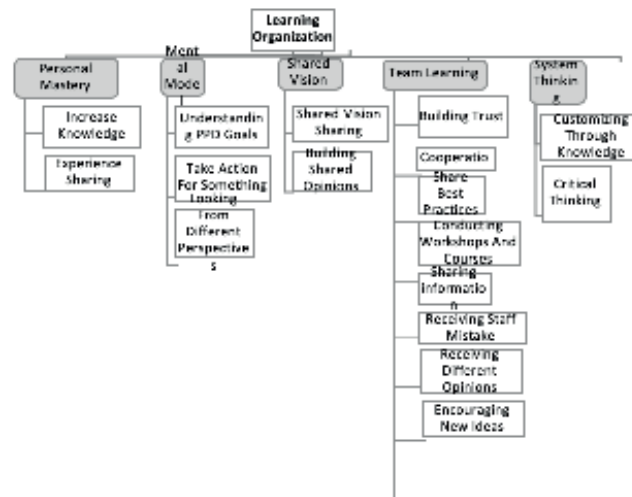 Learning
Organization
Personal
Mastery
Increase
Knowledge
Experience
Sharing
Ment
al
Mode
Understandin
g PPD Goals
Take Action
For Something
Looking
From
Different
Perspective
s
Shared
Vision
Shared Vision
Sharing
Building
Shared
Opinions
Team Learning
Building Trust
Cooperatio
Share
Best
Practices
Conducting
Workshops And
Courses
Sharing
informatio
n
Receiving Staff
Mistake
Receiving
Different
Opinions
Encouraging
New Ideas
System
Thinkin
g
Customizing
Through
Knowledge
Critical
Thinking